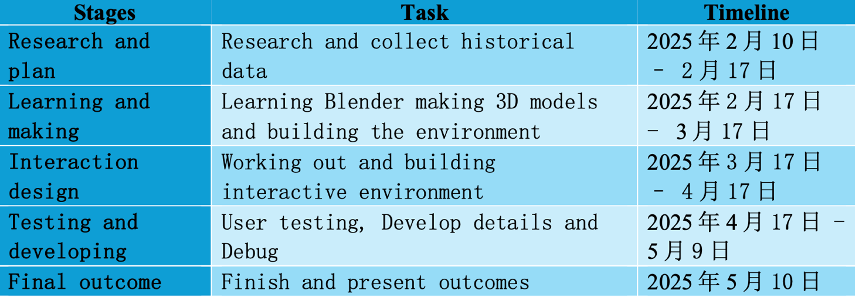 Stages Task Timeline
Research and Research and collect historical 2025年2月10日
plan data – 2月17日
Learning and Learning Blender making 3D models 2025年2月17日
making and building the environment – 3月17日
Interaction Working out and building 2025年3月17日
design interactive environment – 4月17日
Testing and User testing, Develop details and 2025年4月17日 –
developing Debug 5月9日
Final outcome Finish and present outcomes 2025年5月10日